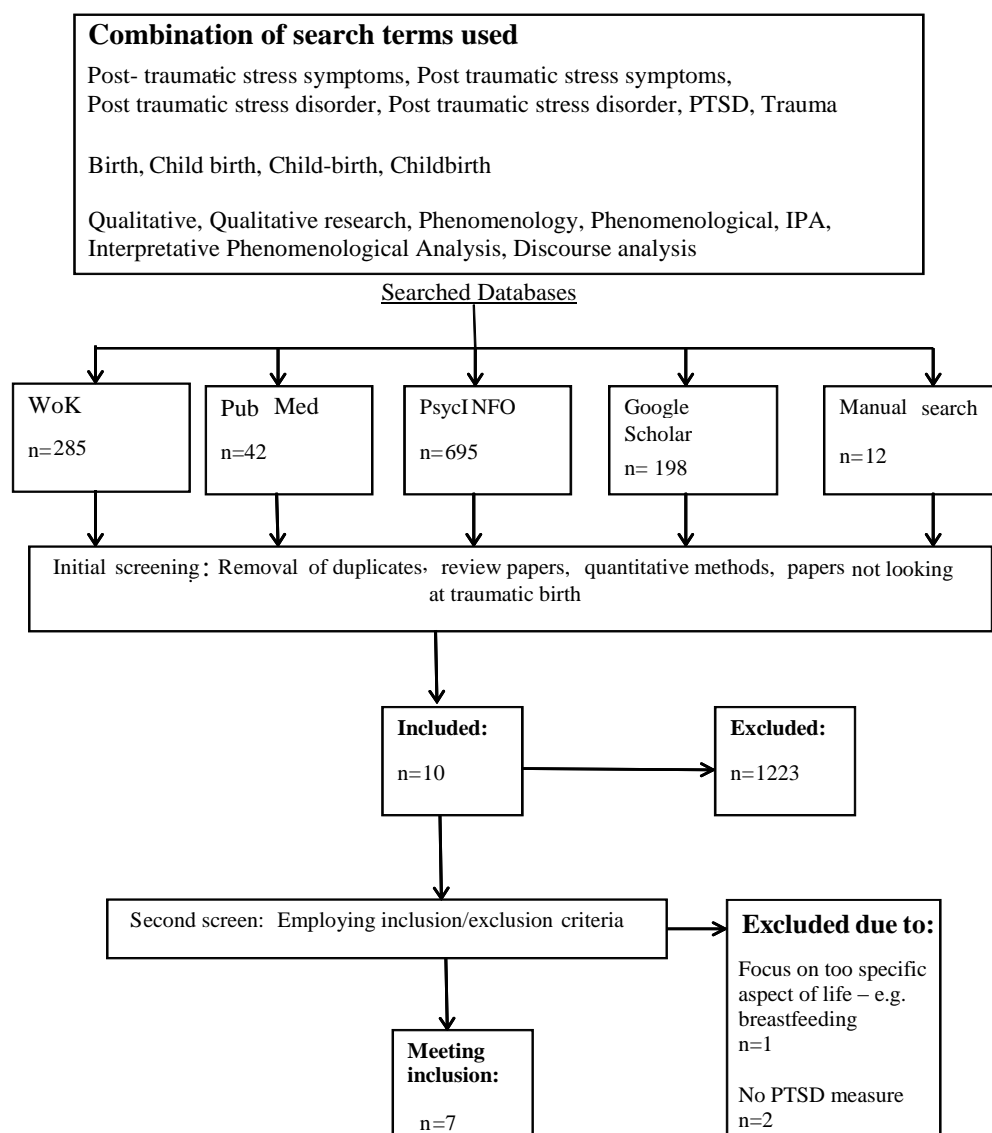 Combination of search terms used
Post- traumatic stress symptoms, Post traumatic stress symptoms,
Post traumatic stress disorder, Post traumatic stress disorder, PTSD, Trauma
Birth, Child birth, Child-birth, Childbirth
Qualitative, Qualitative research, Phenomenology, Phenomenological, IPA,
Interpretative Phenomenological Analysis, Discourse analysis
Searched Databases
WoK
n=285
Pub Med
n=42
PsycINFO
n=695
Google
Scholar
n= 198
Manual search
n=12
Initial screening: Removal of duplicates, review papers, quantitative methods, papers not looking
at traumatic birth
Included:
n=10
Excluded:
n=1223
Second screen: Employing inclusion/exclusion criteria
Excluded due to:
Focus on too specific
aspect of life – e.g.
breastfeeding
n=1
No PTSD measure
n=2
Meeting
inclusion:
n=7